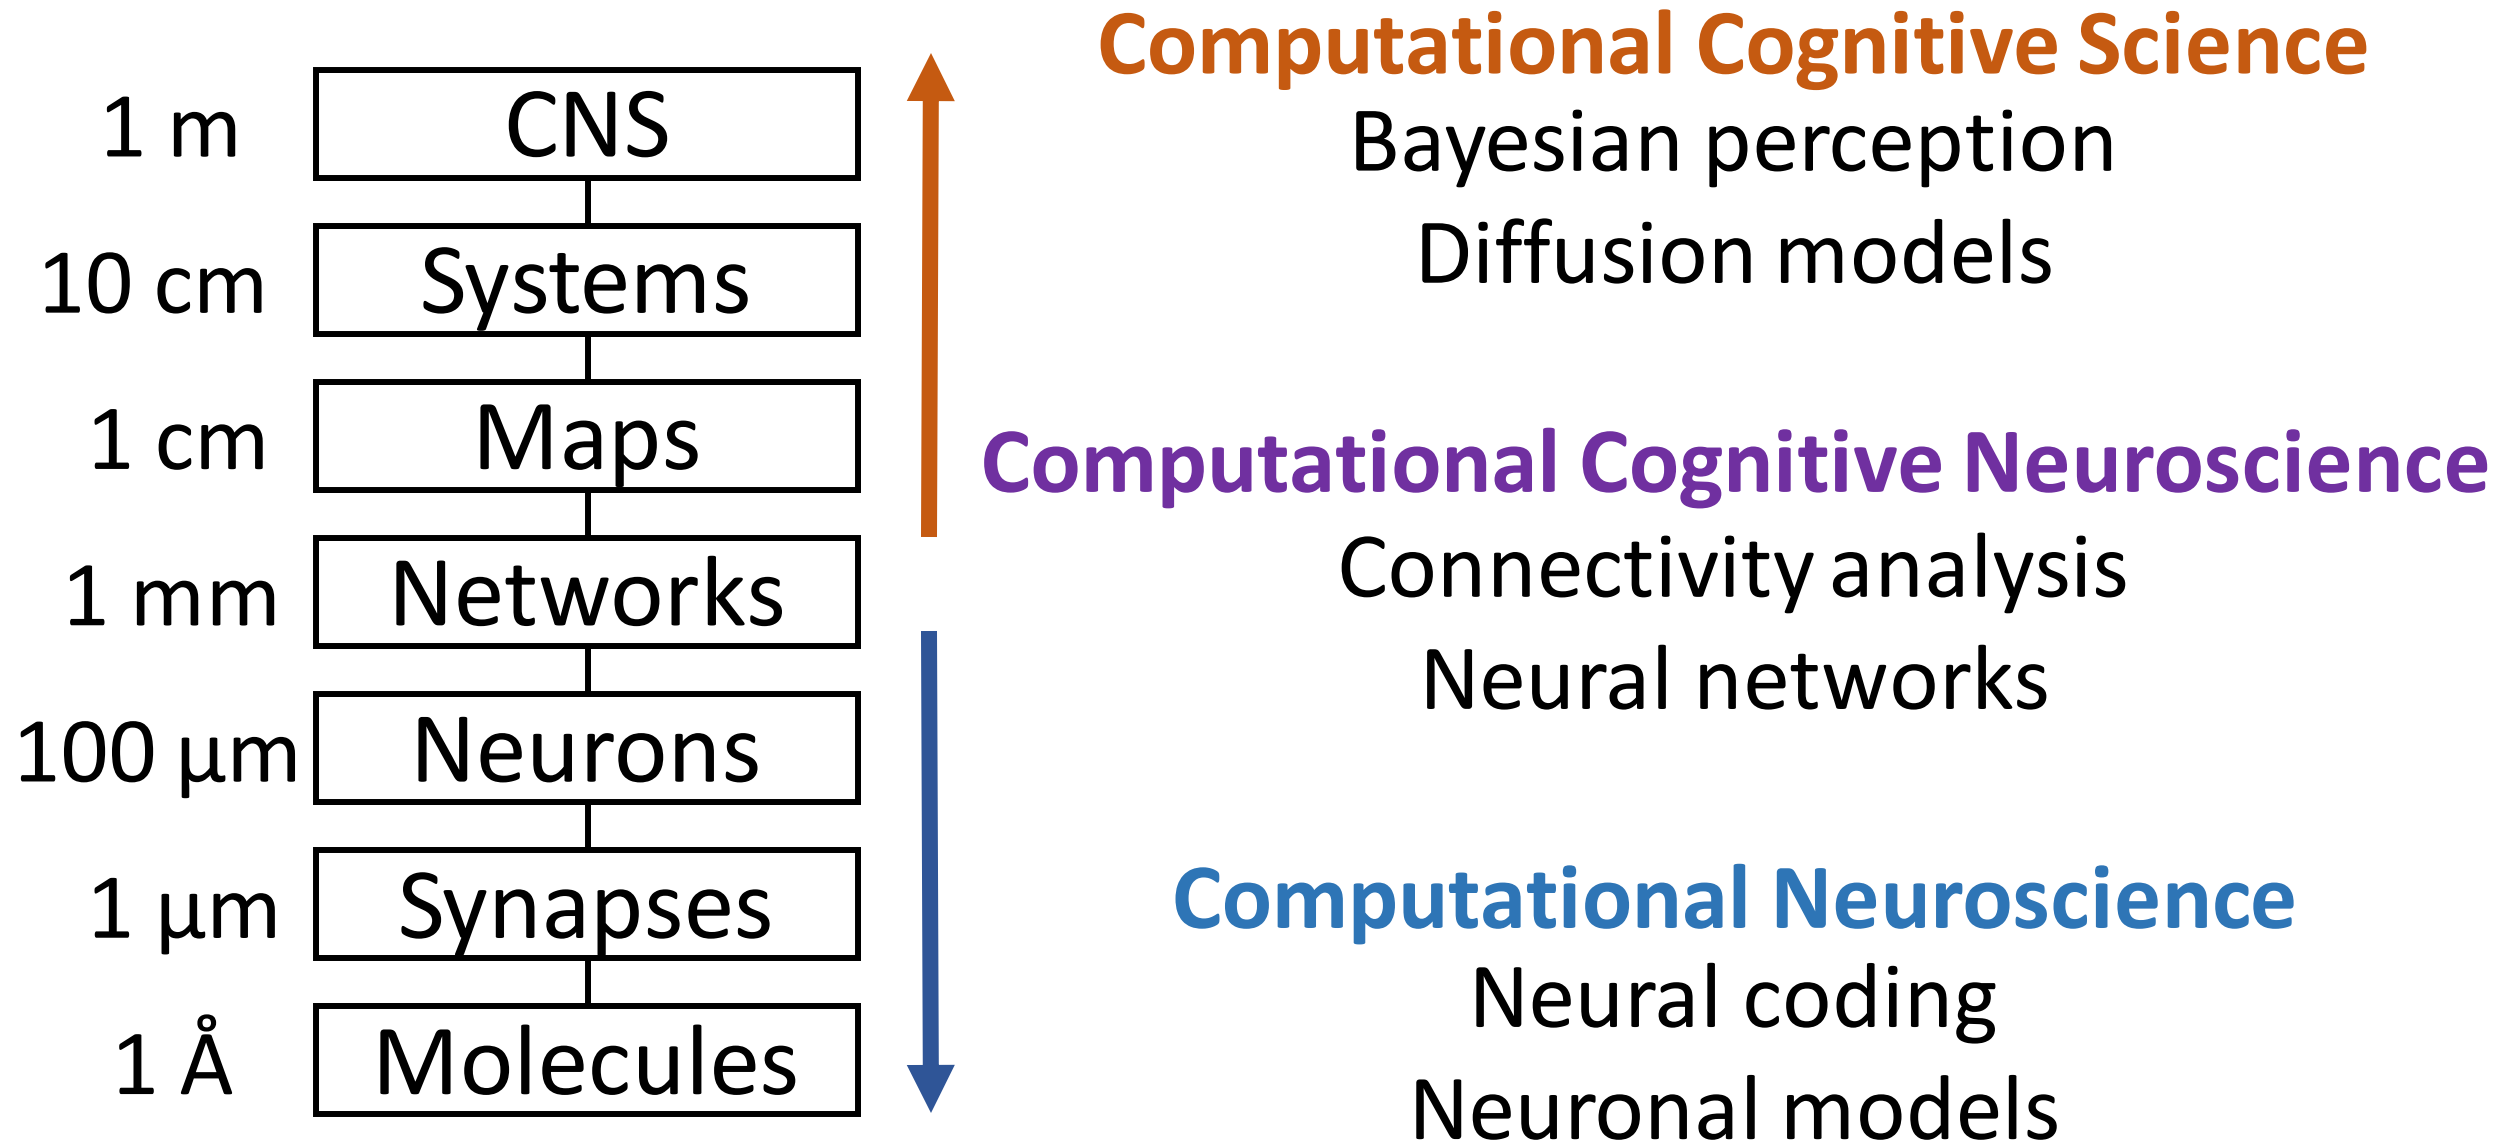 Computational Cognitive Science
1 m CNS Bayesian perception
10 cm Systems Diffusion models
1 cm Maps Computational Cognitive Neuroscience
1 mm Networks Connectivity analysis
Neural networks
100 µm Neurons
1 µm Synapses Computational Neuroscience
Neural coding
1 Å Molecules
Neuronal models